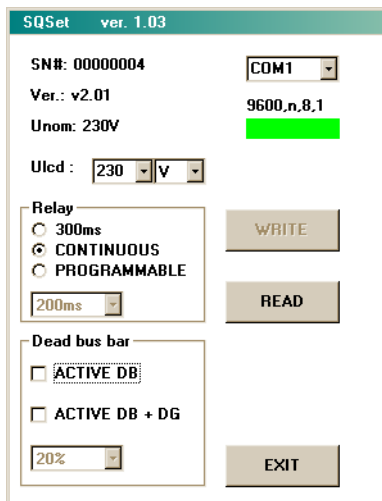 SQSet ver. 1.03
SN#: 00000004
COM1
Ver.: v2.01
9600,n,8,1
Unom: 230V
Ulcd : 230 V
Relay
300ms
WRITE
CONTINUOUS
PROGRAMMABLE
200ms
READ
Dead bus bar
ACTIVE DB
ACTIVE DB + DG
20%
EXIT